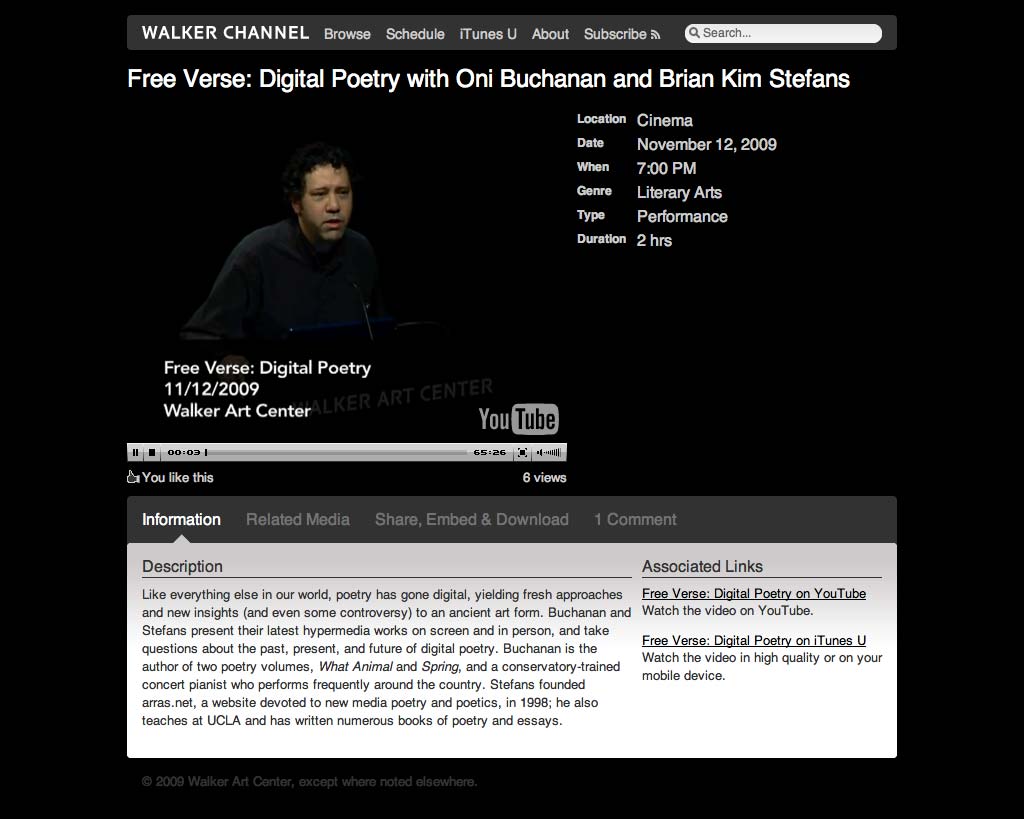 WALKER CHANNEL Browse Schedule iTunes U About Subscribe Search...
Free Verse: Digital Poetry with Oni Buchanan and Brian Kim Stefans
Location Cinema
Date November 12, 2009
When 7:00 PM
Genre Literary Arts
Type Performance
Duration 2 hrs
Free Verse: Digital Poetry
11/12/2009
Walker Art Center
WALKER ART CENTER
YouTube
00:03 65:26
You like this 6 views
Information Related Media Share, Embed & Download 1 Comment
Description
Like everything else in our world, poetry has gone digital, yielding fresh approaches
and new insights (and even some controversy) to an ancient art form. Buchanan and
Stefans present their latest hypermedia works on screen and in person, and take
questions about the past, present, and future of digital poetry. Buchanan is the
author of two poetry volumes, What Animal and Spring, and a conservatory-trained
concert pianist who performs frequently around the country. Stefans founded
arras.net, a website devoted to new media poetry and poetics, in 1998; he also
teaches at UCLA and has written numerous books of poetry and essays.
Associated Links
Free Verse: Digital Poetry on YouTube
Watch the video on YouTube.
Free Verse: Digital Poetry on iTunes U
Watch the video in high quality or on your
mobile device.
© 2009 Walker Art Center, except where noted elsewhere.